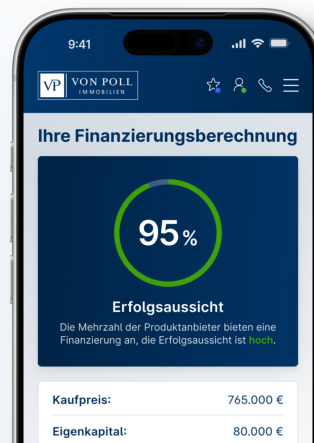 9:41
VP VON POLL
IMMOBILIEN
Ihre Finanzierungsberechnung
95 %
Erfolgsaussicht
Die Mehrzahl der Produktanbieter bieten eine
Finanzierung an, die Erfolgsaussicht ist hoch.
Kaufpreis: 765.000 €
Eigenkapital: 80.000 €